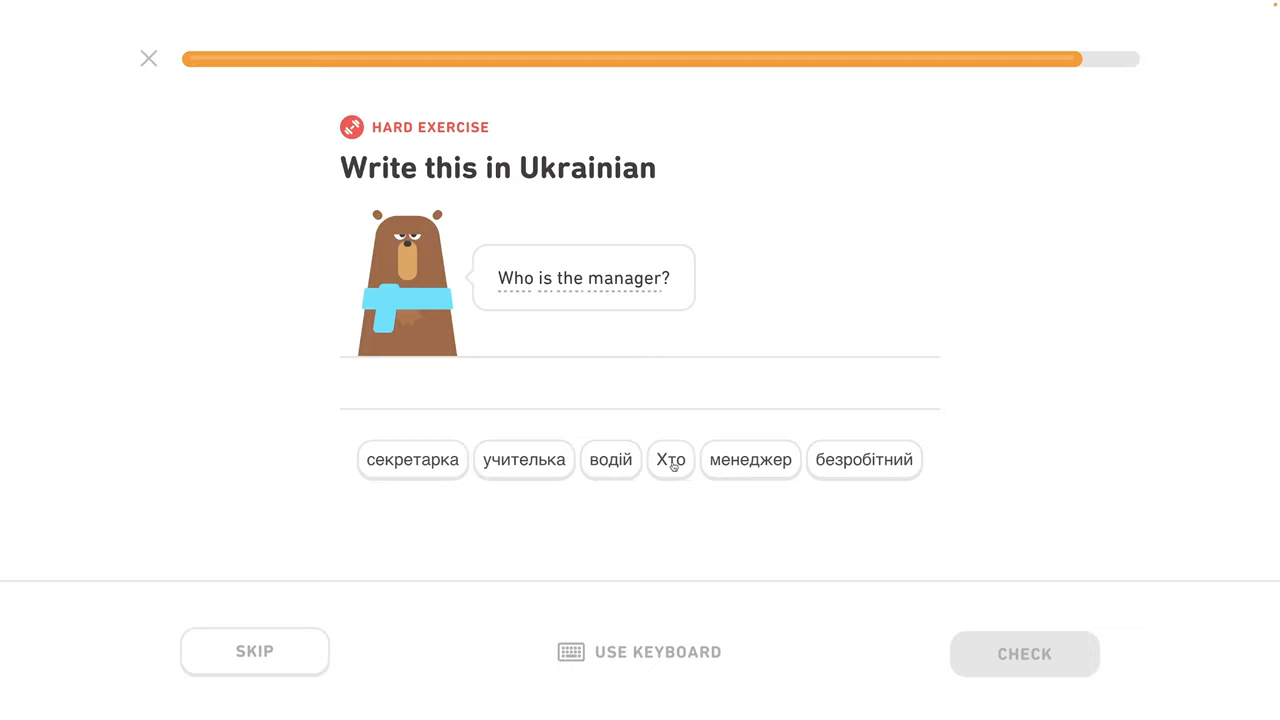 HARD EXERCISE
Write this in Ukrainian
Who is the manager?
секретарка учителька водій Хто менеджер безробітний
SKIP USE KEYBOARD CHECK